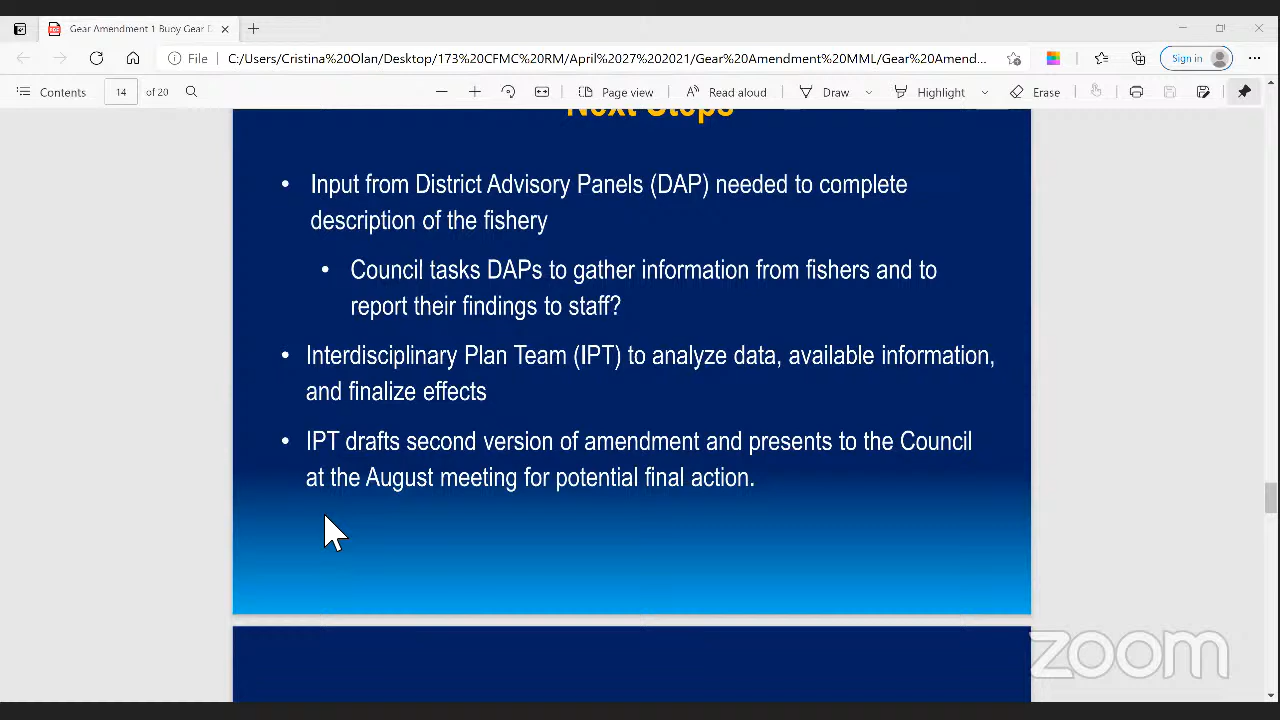 Gear Amendment 1 Buoy Gear D
File
C:/Users/Cristina%20Olan/Desktop/173%20CFMC%20RM/April%2027%202021/Gear%20Amendment%20MML/Gear%20Amend...
Sign in
Contents
14 of 20
Page view
Read aloud
Draw
Highlight
Erase
Next Steps
• Input from District Advisory Panels (DAP) needed to complete
description of the fishery
• Council tasks DAPs to gather information from fishers and to
report their findings to staff?
• Interdisciplinary Plan Team (IPT) to analyze data, available information,
and finalize effects
• IPT drafts second version of amendment and presents to the Council
at the August meeting for potential final action.
zoom